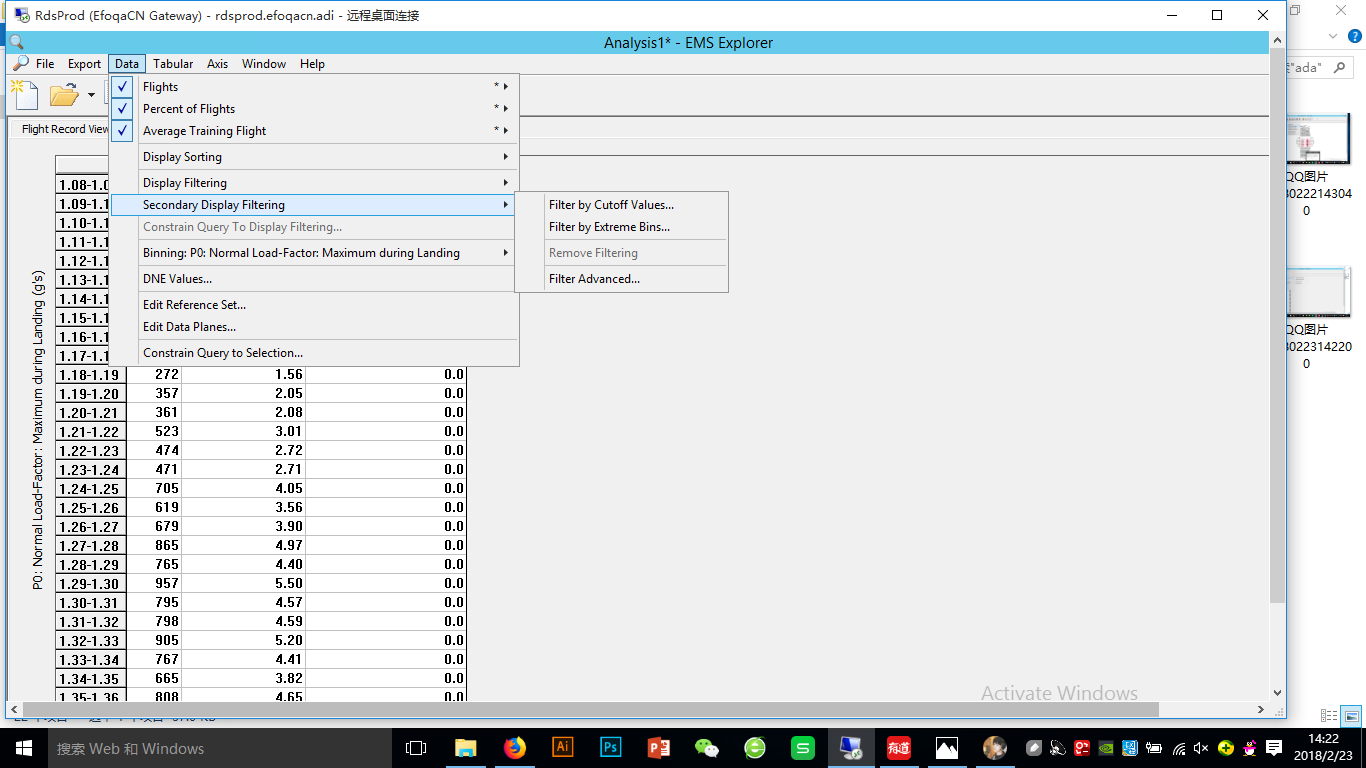 RdsProd (EfoqaCN Gateway) - rdsprod.efoqacn.adi - 远程桌面连接
Analysis1* - EMS Explorer
File Export Data Tabular Axis Window Help
"ada"
Flight Record View
Flights *
Percent of Flights *
Average Training Flight *
Display Sorting
Display Filtering
Secondary Display Filtering
Constrain Query To Display Filtering...
Binning: P0: Normal Load-Factor: Maximum during Landing
DNE Values...
Edit Reference Set...
Edit Data Planes...
Constrain Query to Selection...
Filter by Cutoff Values...
Filter by Extreme Bins...
Remove Filtering
Filter Advanced...
P0: Normal Load-Factor: Maximum during Landing (g's)
1.08-1.0
1.09-1.1
1.10-1.1
1.11-1.1
1.12-1.1
1.13-1.1
1.14-1.1
1.15-1.1
1.16-1.1
1.17-1.1
1.18-1.19 272 1.56 0.0
1.19-1.20 357 2.05 0.0
1.20-1.21 361 2.08 0.0
1.21-1.22 523 3.01 0.0
1.22-1.23 474 2.72 0.0
1.23-1.24 471 2.71 0.0
1.24-1.25 705 4.05 0.0
1.25-1.26 619 3.56 0.0
1.26-1.27 679 3.90 0.0
1.27-1.28 865 4.97 0.0
1.28-1.29 765 4.40 0.0
1.29-1.30 957 5.50 0.0
1.30-1.31 795 4.57 0.0
1.31-1.32 798 4.59 0.0
1.32-1.33 905 5.20 0.0
1.33-1.34 767 4.41 0.0
1.34-1.35 665 3.82 0.0
1.35-1.36 808 4.65 0.0
QQ图片
3022214304
0
QQ图片
3022314220
0
Activate Windows
搜索 Web 和 Windows
Ai
Ps
S
有道
14:22
2018/2/23